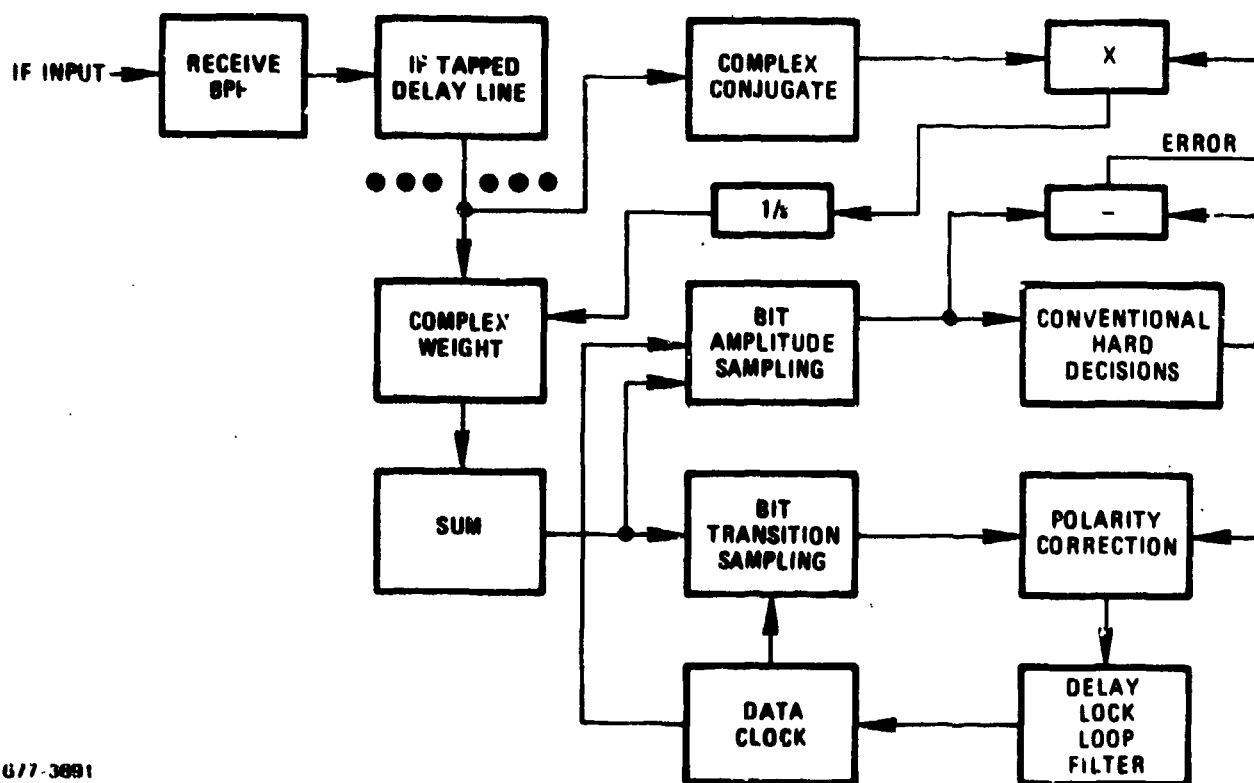 IF INPUT
RECEIVE
BPF
IF TAPPED
DELAY LINE
COMPLEX
CONJUGATE
X
ERROR
1/s
-
COMPLEX
WEIGHT
BIT
AMPLITUDE
SAMPLING
CONVENTIONAL
HARD
DECISIONS
SUM
BIT
TRANSITION
SAMPLING
POLARITY
CORRECTION
DATA
CLOCK
DELAY
LOCK
LOOP
FILTER
677-3891